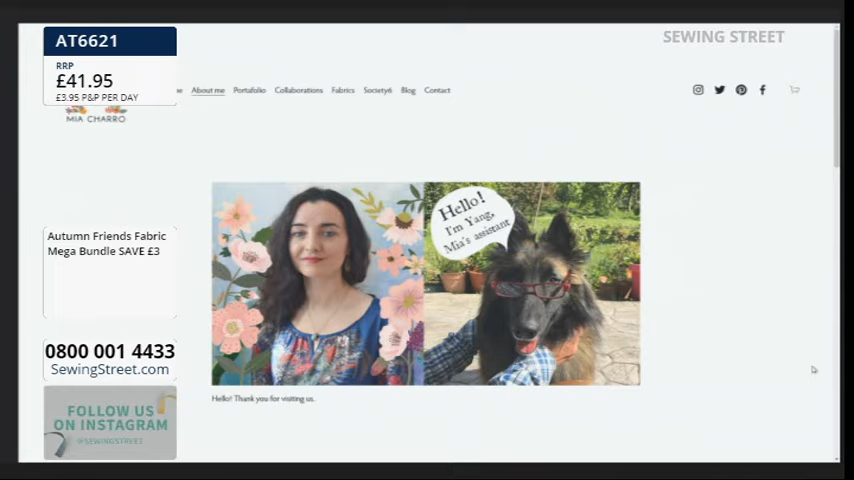 AT6621
RRP
£41.95
£3.95 P&P PER DAY
SEWING STREET
About me
Portafolio
Collaborations
Fabrics
Society6
Blog
Contact
MIA CHARRO
Hello!
I'm Yang,
Mia's assistant
Autumn Friends Fabric
Mega Bundle SAVE £3
0800 001 4433
SewingStreet.com
FOLLOW US
ON INSTAGRAM
@SEWINGSTREET
Hello! Thank you for visiting us.